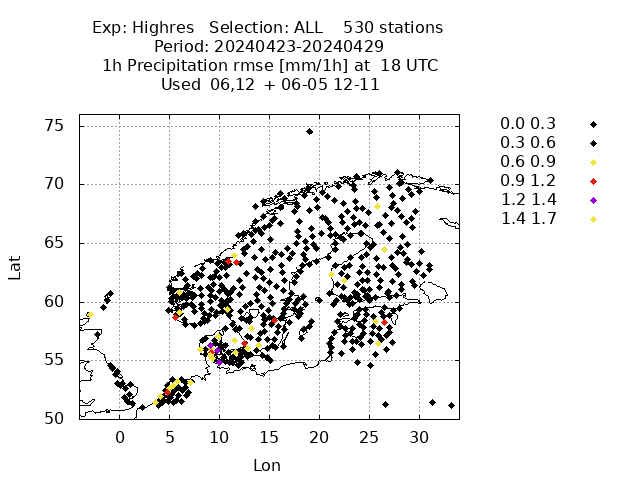 Exp: Highres Selection: ALL 530 stations
Period: 20240423-20240429
1h Precipitation rmse [mm/1h] at 18 UTC
Used 06,12 + 06-05 12-11
0.0 0.3
0.3 0.6
0.6 0.9
0.9 1.2
1.2 1.4
1.4 1.7
75
70
65
60
55
50
Lat
0 5 10 15 20 25 30
Lon